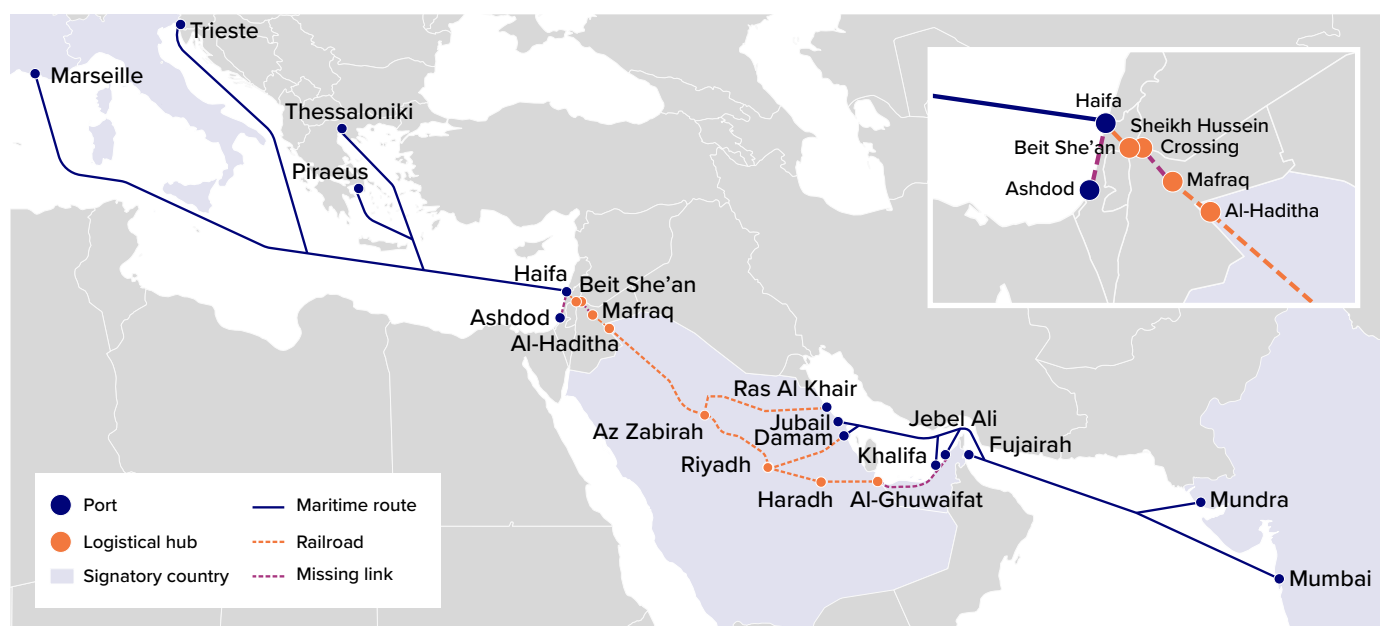 Trieste
Marseille
Thessaloniki
Piraeus
Haifa
Beit She’an
Ashdod
Mafraq
Al-Haditha
Ras Al Khair
Az Zabirah
Jubail
Damam
Jebel Ali
Riyadh
Khalifa
Fujairah
Haradh
Al-Ghuwaifat
Mundra
Mumbai
Haifa
Sheikh Hussein
Crossing
Beit She’an
Ashdod
Mafraq
Al-Haditha
Port
Maritime route
Logistical hub
Railroad
Signatory country
Missing link